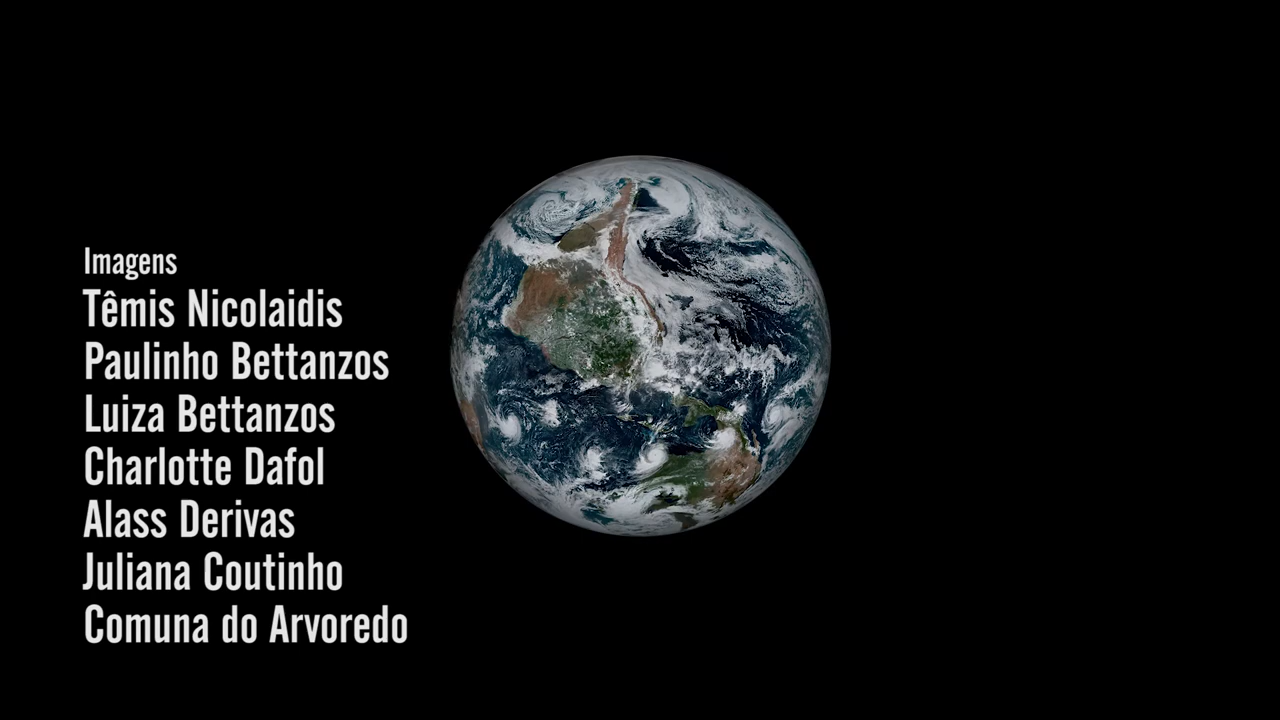 Imagens
Têmis Nicolaidis
Paulinho Bettanzos
Luiza Bettanzos
Charlotte Dafol
Alass Derivas
Juliana Coutinho
Comuna do Arvoredo